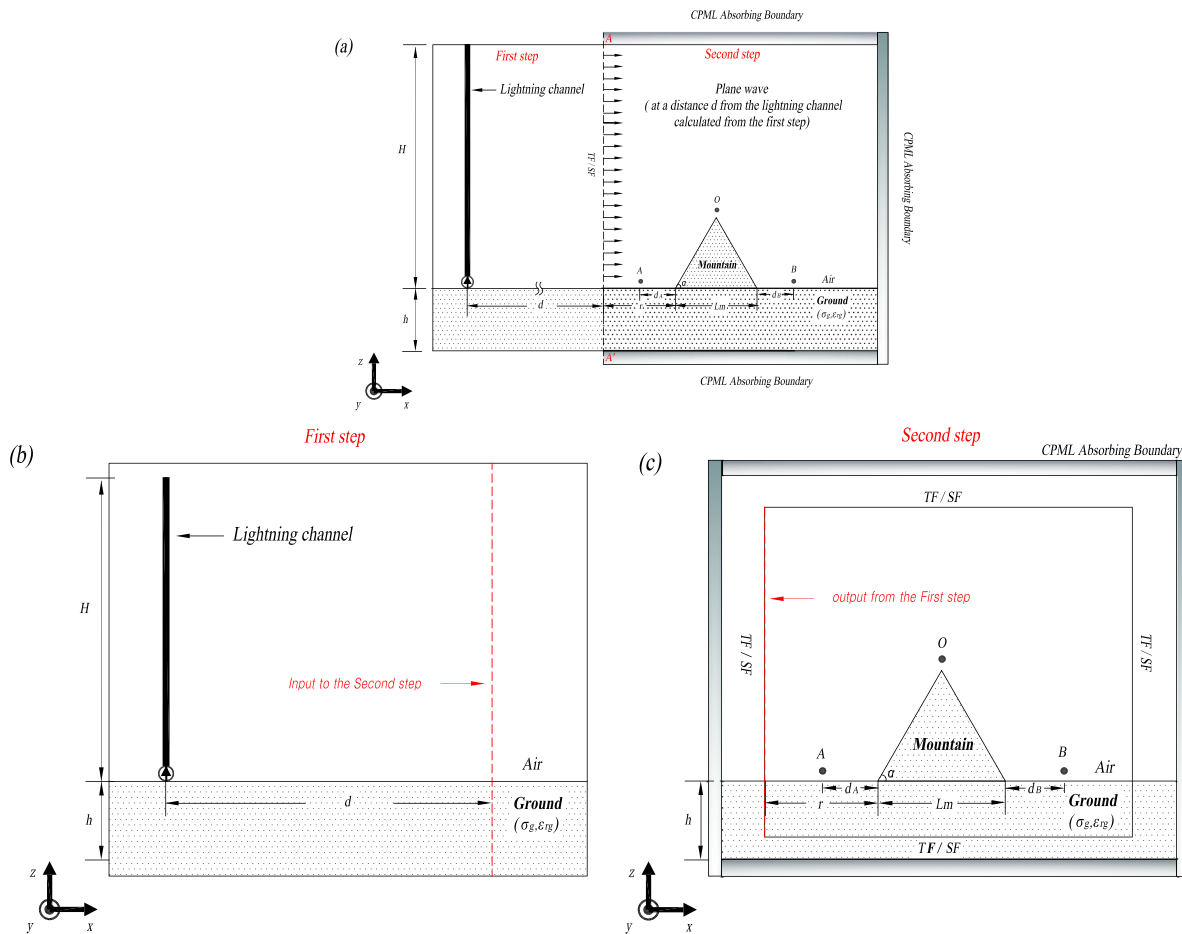 CPML Absorbing Boundary
(a)
A
First step
Second step
Lightning channel
Plane wave
( at a distance d from the lightning channel
calculated from the first step)
H
TF / SF
CPML Absorbing Boundary
O
Mountain
A
α
B
Air
dA
dB
Ground
(σg,εrg)
d
r
Lm
h
A'
z
y
x
CPML Absorbing Boundary
(b)
First step
Lightning channel
H
Input to the Second step
Air
d
Ground
(σg,εrg)
h
z
y
x
(c)
Second step
CPML Absorbing Boundary
TF / SF
output from the First step
TF / SF
TF / SF
O
Mountain
A
α
B
Air
dA
dB
r
Lm
Ground
(σg,εrg)
h
TF / SF
z
y
x